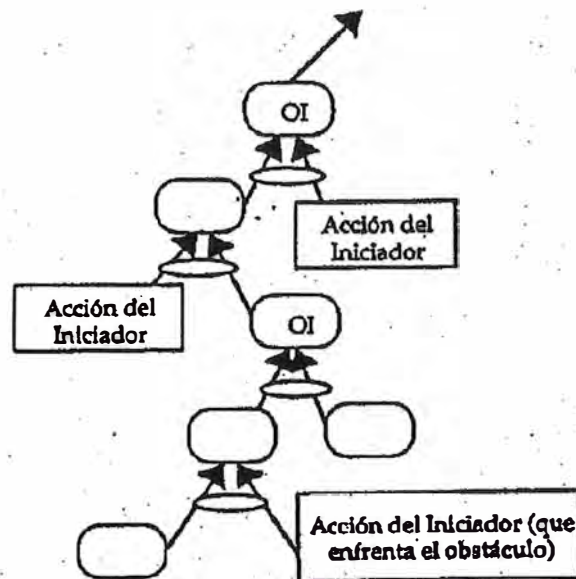 OI
Acción del
Iniciador
Acción del
Iniciador
OI
Acción del Iniciador (que
enfrenta el obstáculo)